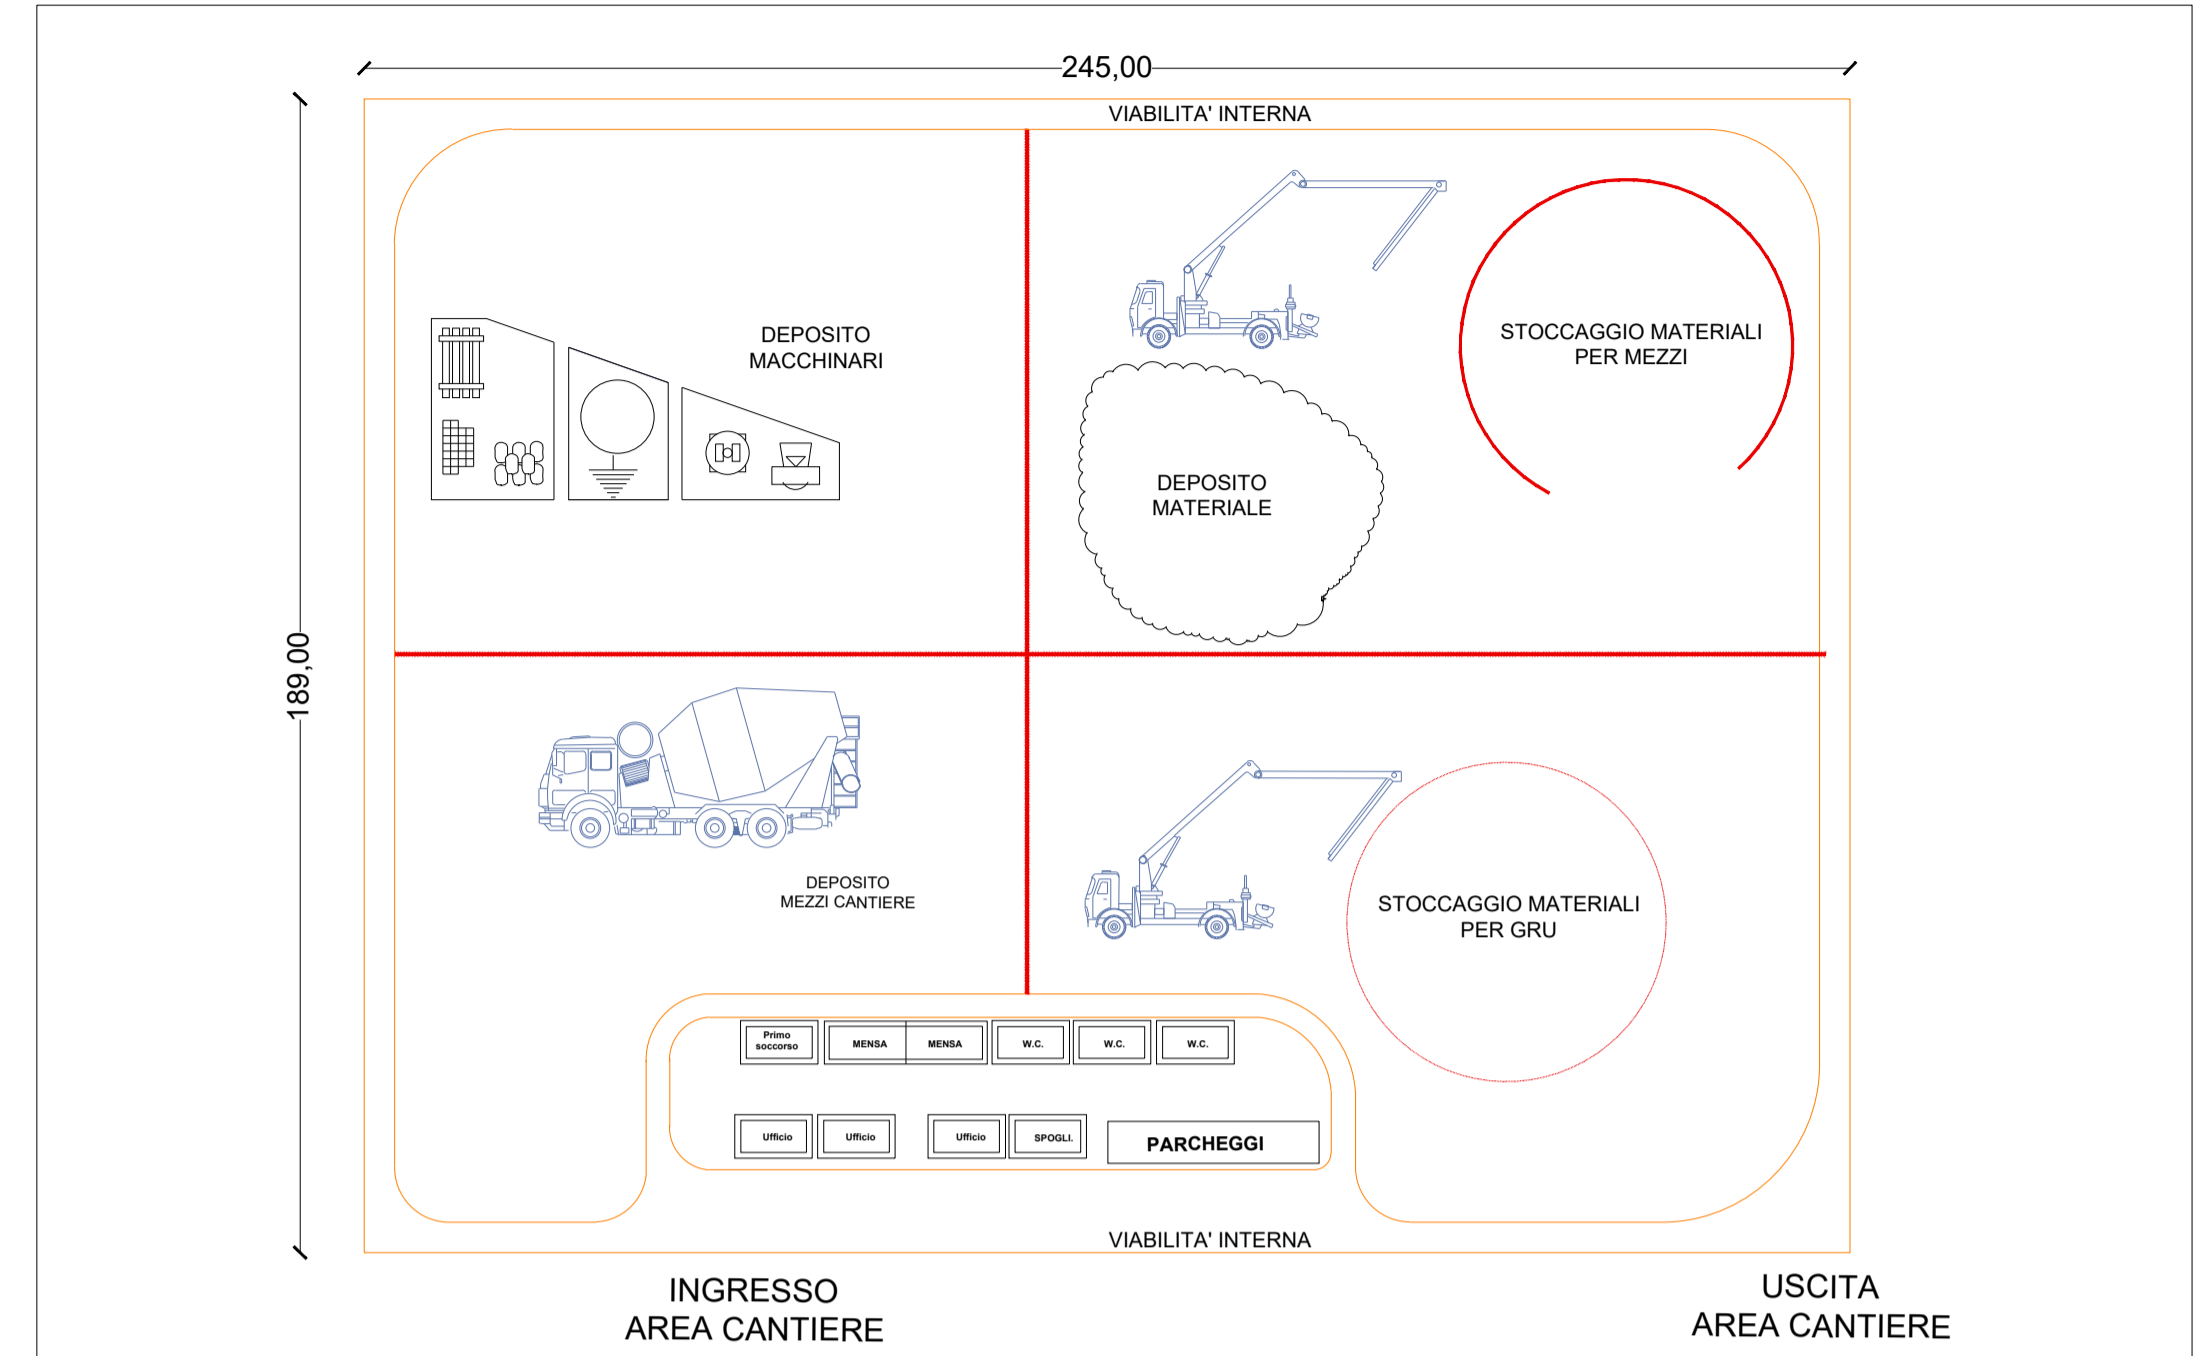 245,00
VIABILITA' INTERNA
189,00
DEPOSITO
MACCHINARI
STOCCAGGIO MATERIALI
PER MEZZI
DEPOSITO
MATERIALE
DEPOSITO
MEZZI CANTIERE
STOCCAGGIO MATERIALI
PER GRU
Primo
soccorso
MENSA
MENSA
W.C.
W.C.
W.C.
Ufficio
Ufficio
Ufficio
SPOGLI.
PARCHEGGI
VIABILITA' INTERNA
INGRESSO
AREA CANTIERE
USCITA
AREA CANTIERE